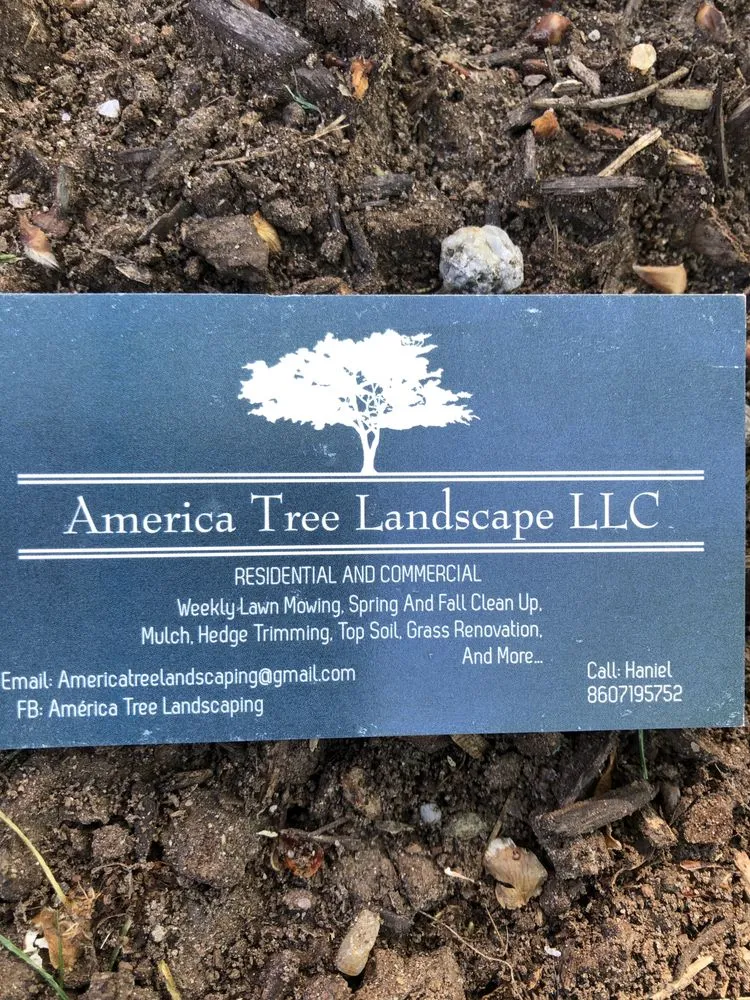 America Tree Landscape LLC
RESIDENTIAL AND COMMERCIAL
Weekly Lawn Mowing, Spring And Fall Clean Up,
Mulch, Hedge Trimming, Top Soil, Grass Renovation,
And More...
Email: Americatreelandscaping@gmail.com
FB: América Tree Landscaping
Call: Haniel
8607195752